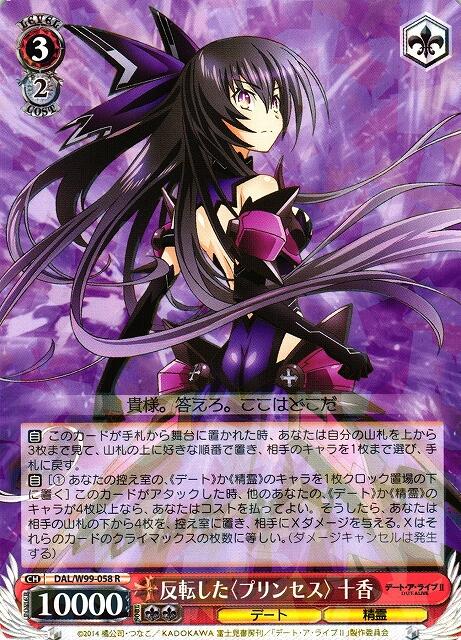 LEVEL
3
2
COST
貴様。答えろ。ここはどこだ
自 このカードが手札から舞台に置かれた時、あなたは自分の山札を上から
3枚まで見て、山札の上に好きな順番で置き、相手のキャラを1枚まで選び、手
札に戻す。
自 [① あなたの控え室の、《デート》か《精霊》のキャラを1枚クロック置場の下
に置く] このカードがアタックした時、他のあなたの、《デート》か《精霊》のキ
ャラが4枚以上なら、あなたはコストを払ってよい。そうしたら、あなたは
相手の山札の下から4枚を、控え室に置き、相手にXダメージを与える。Xはそ
れらのカードのクライマックスの枚数に等しい。(ダメージキャンセルは発生
する)
CH DAL/W99-058 R
10000
反転した〈プリンセス〉 十香
デート・ア・ライブⅡ
DATE A LIVE
デート
精霊
©2014 橘公司・つなこ/KADOKAWA 富士見書房刊/「デート・ア・ライブⅡ」製作委員会